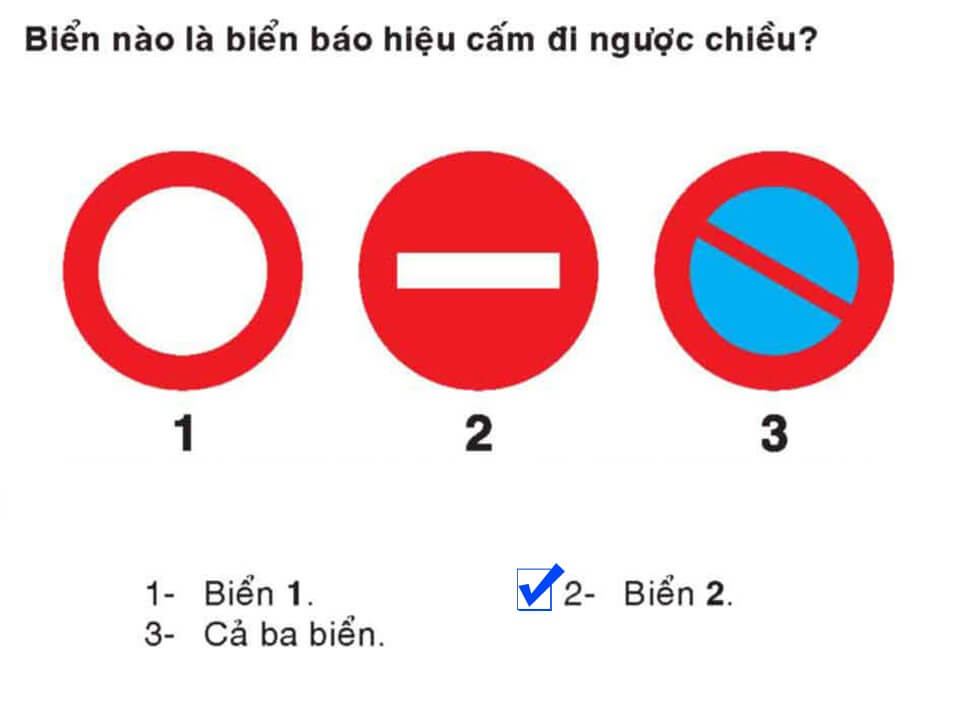 Biển nào là biển báo hiệu cấm đi ngược chiều?
1 2 3
1- Biển 1. 2- Biển 2.
3- Cả ba biển.